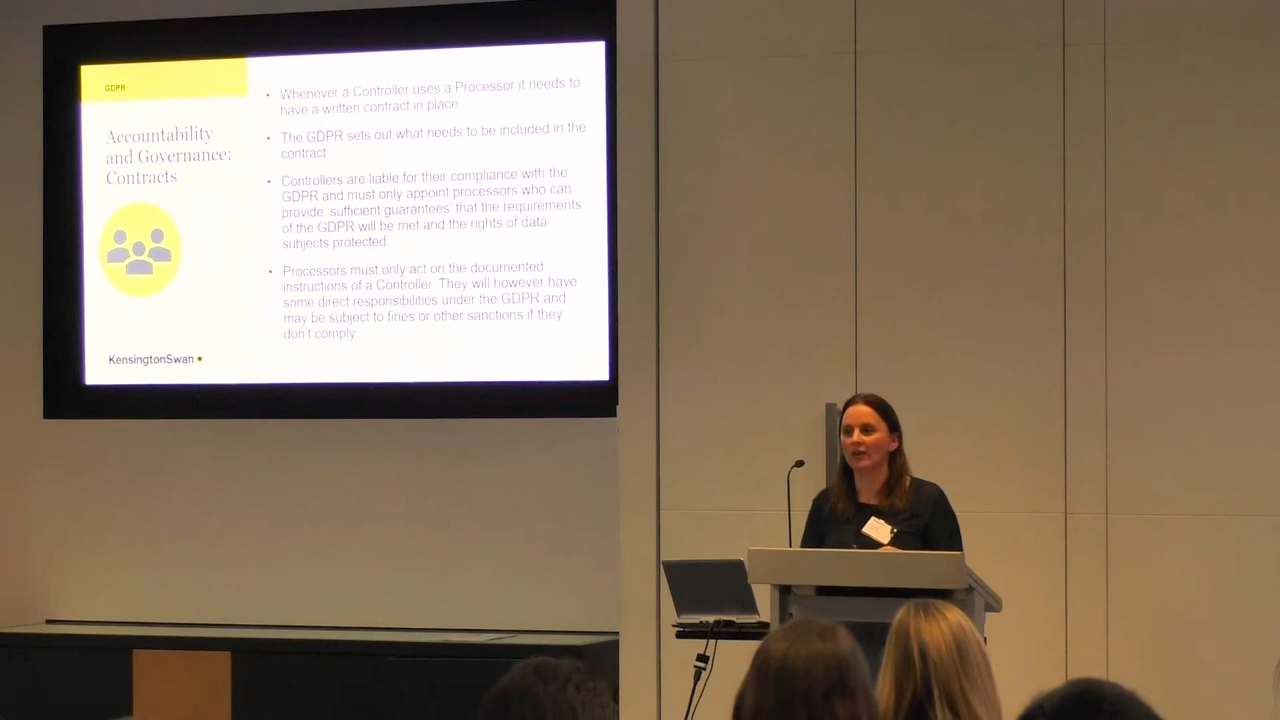 GDPR
Accountability
and Governance:
Contracts
• Whenever a Controller uses a Processor it needs to
have a written contract in place
• The GDPR sets out what needs to be included in the
contract
• Controllers are liable for their compliance with the
GDPR and must only appoint processors who can
provide 'sufficient guarantees' that the requirements
of the GDPR will be met and the rights of data
subjects protected
• Processors must only act on the documented
instructions of a Controller. They will however have
some direct responsibilities under the GDPR and
may be subject to fines or other sanctions if they
don't comply
KensingtonSwan